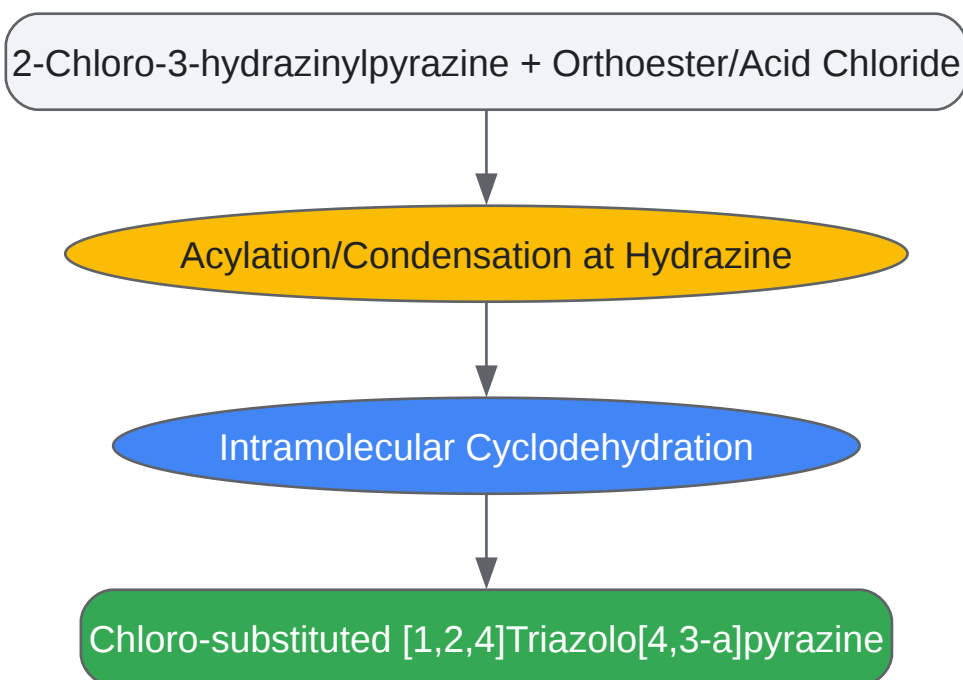 2-Chloro-3-hydrazinylpyrazine + Orthoester/Acid Chloride
Acylation/Condensation at Hydrazine
Intramolecular Cyclodehydration
Chloro-substituted [1,2,4]Triazolo[4,3-a]pyrazine